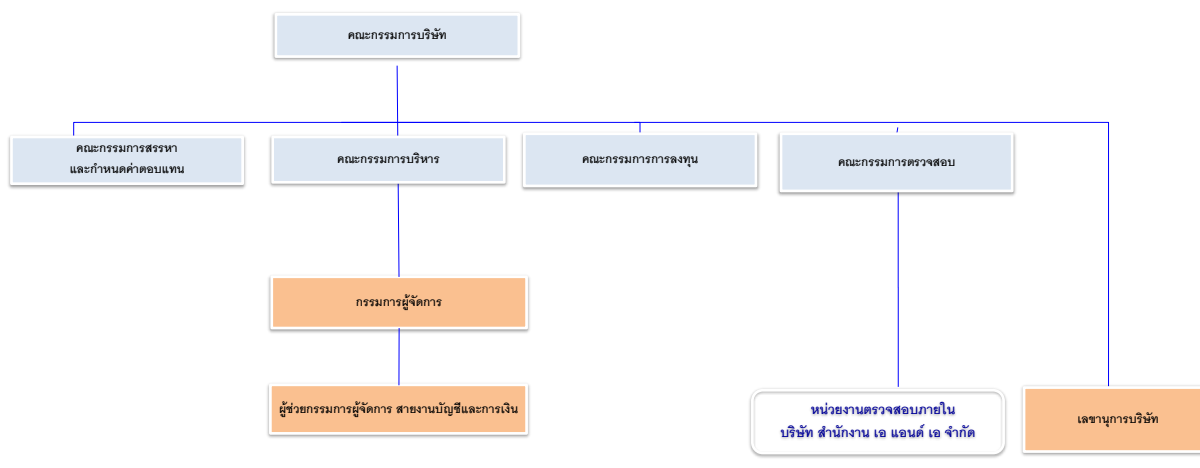 คณะกรรมการบริษัท
คณะกรรมการสรรหา
และกำหนดค่าตอบแทน
คณะกรรมการบริหาร
คณะกรรมการการลงทุน
คณะกรรมการตรวจสอบ
กรรมการผู้จัดการ
ผู้ช่วยกรรมการผู้จัดการ สายงานบัญชีและการเงิน
หน่วยงานตรวจสอบภายใน
บริษัท สำนักงาน เอ แอนด์ เอ จำกัด
เลขานุการบริษัท